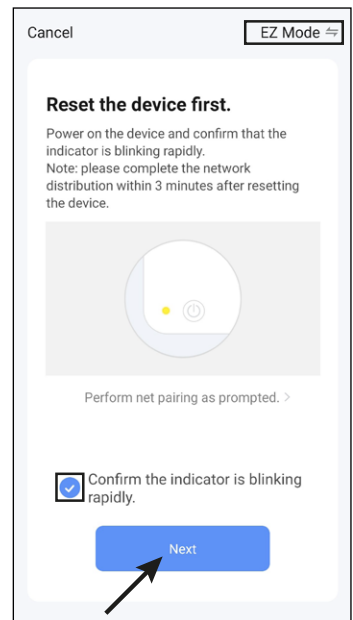 Cancel
EZ Mode
Reset the device first.
Power on the device and confirm that the
indicator is blinking rapidly.
Note: please complete the network
distribution within 3 minutes after resetting
the device.
Perform net pairing as prompted. >
Confirm the indicator is blinking
rapidly.
Next